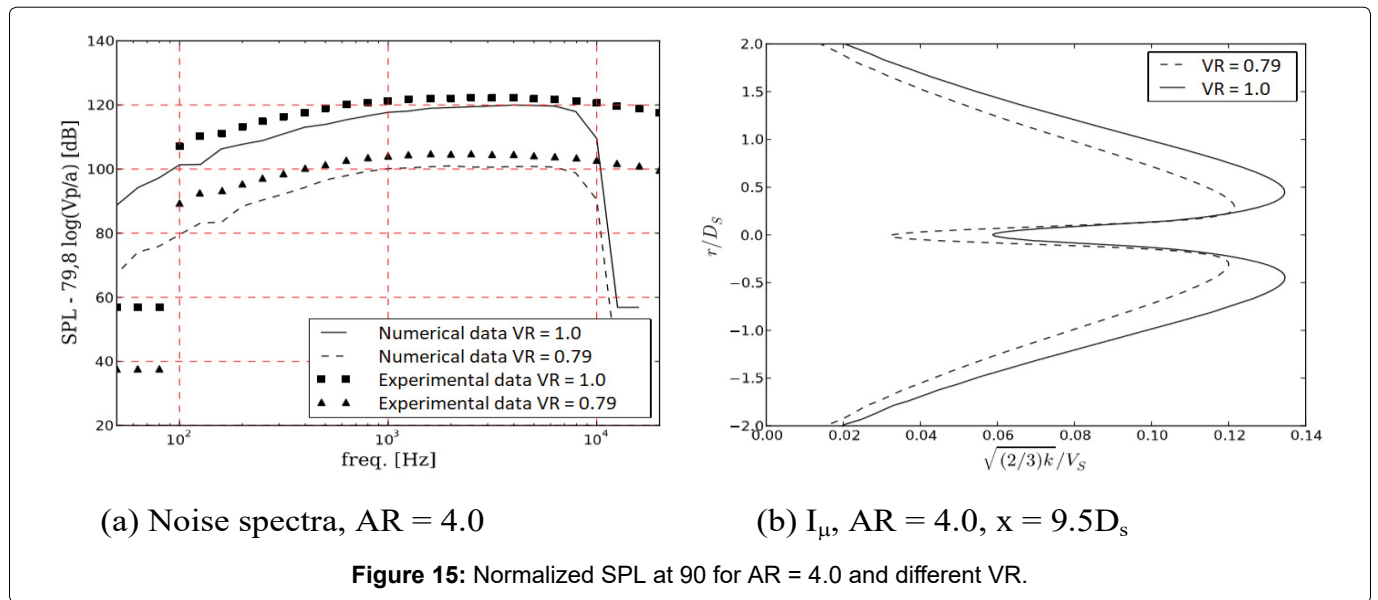 140
120
100
80
60
40
20
SPL - 79,8 log(Vp/a) [dB]
Numerical data VR = 1.0
Numerical data VR = 0.79
Experimental data VR = 1.0
Experimental data VR = 0.79
10²
10³
10⁴
freq. [Hz]
(a) Noise spectra, AR = 4.0
2.0
1.5
1.0
0.5
0.0
−0.5
−1.0
−1.5
−2.0
r/D_S
VR = 0.79
VR = 1.0
0.00
0.02
0.04
0.06
0.08
0.10
0.12
0.14
√(2/3)k/V_S
(b) I_μ, AR = 4.0, x = 9.5D_s
Figure 15: Normalized SPL at 90 for AR = 4.0 and different VR.